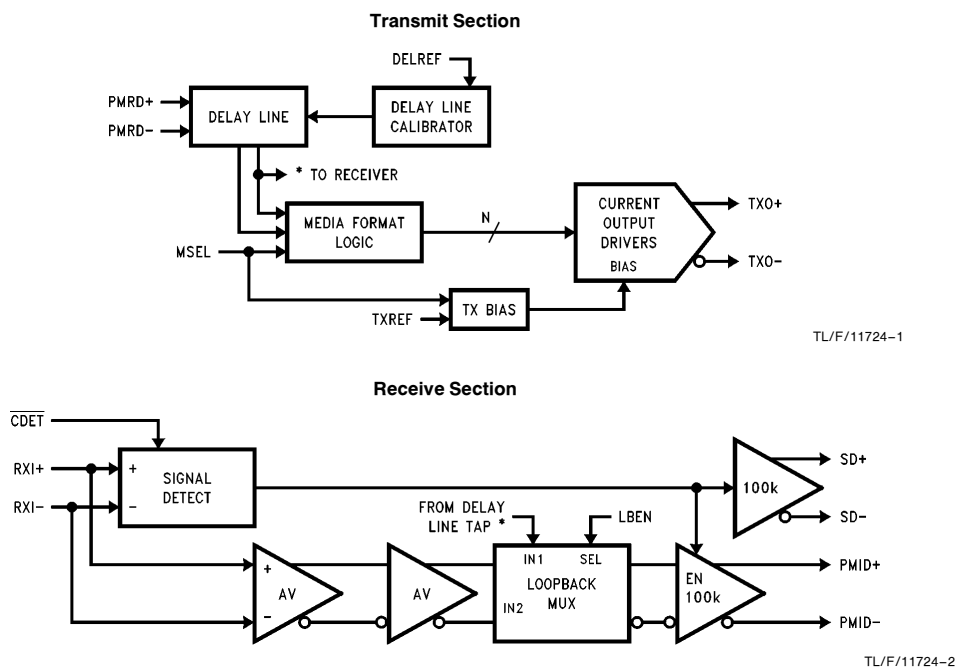 Transmit Section
DELREF
PMRD+
PMRD-
DELAY LINE
DELAY LINE
CALIBRATOR
* TO RECEIVER
MEDIA FORMAT
LOGIC
MSEL
N
CURRENT
OUTPUT
DRIVERS
BIAS
TXO+
TXO-
TX BIAS
TXREF
TL/F/11724-1
Receive Section
CDET
RXI+
RXI-
+
-
SIGNAL
DETECT
100k
SD+
SD-
FROM DELAY
LINE TAP *
LBEN
+
-
AV
AV
IN1 SEL
LOOPBACK
MUX
IN2
EN
100k
PMID+
PMID-
TL/F/11724-2